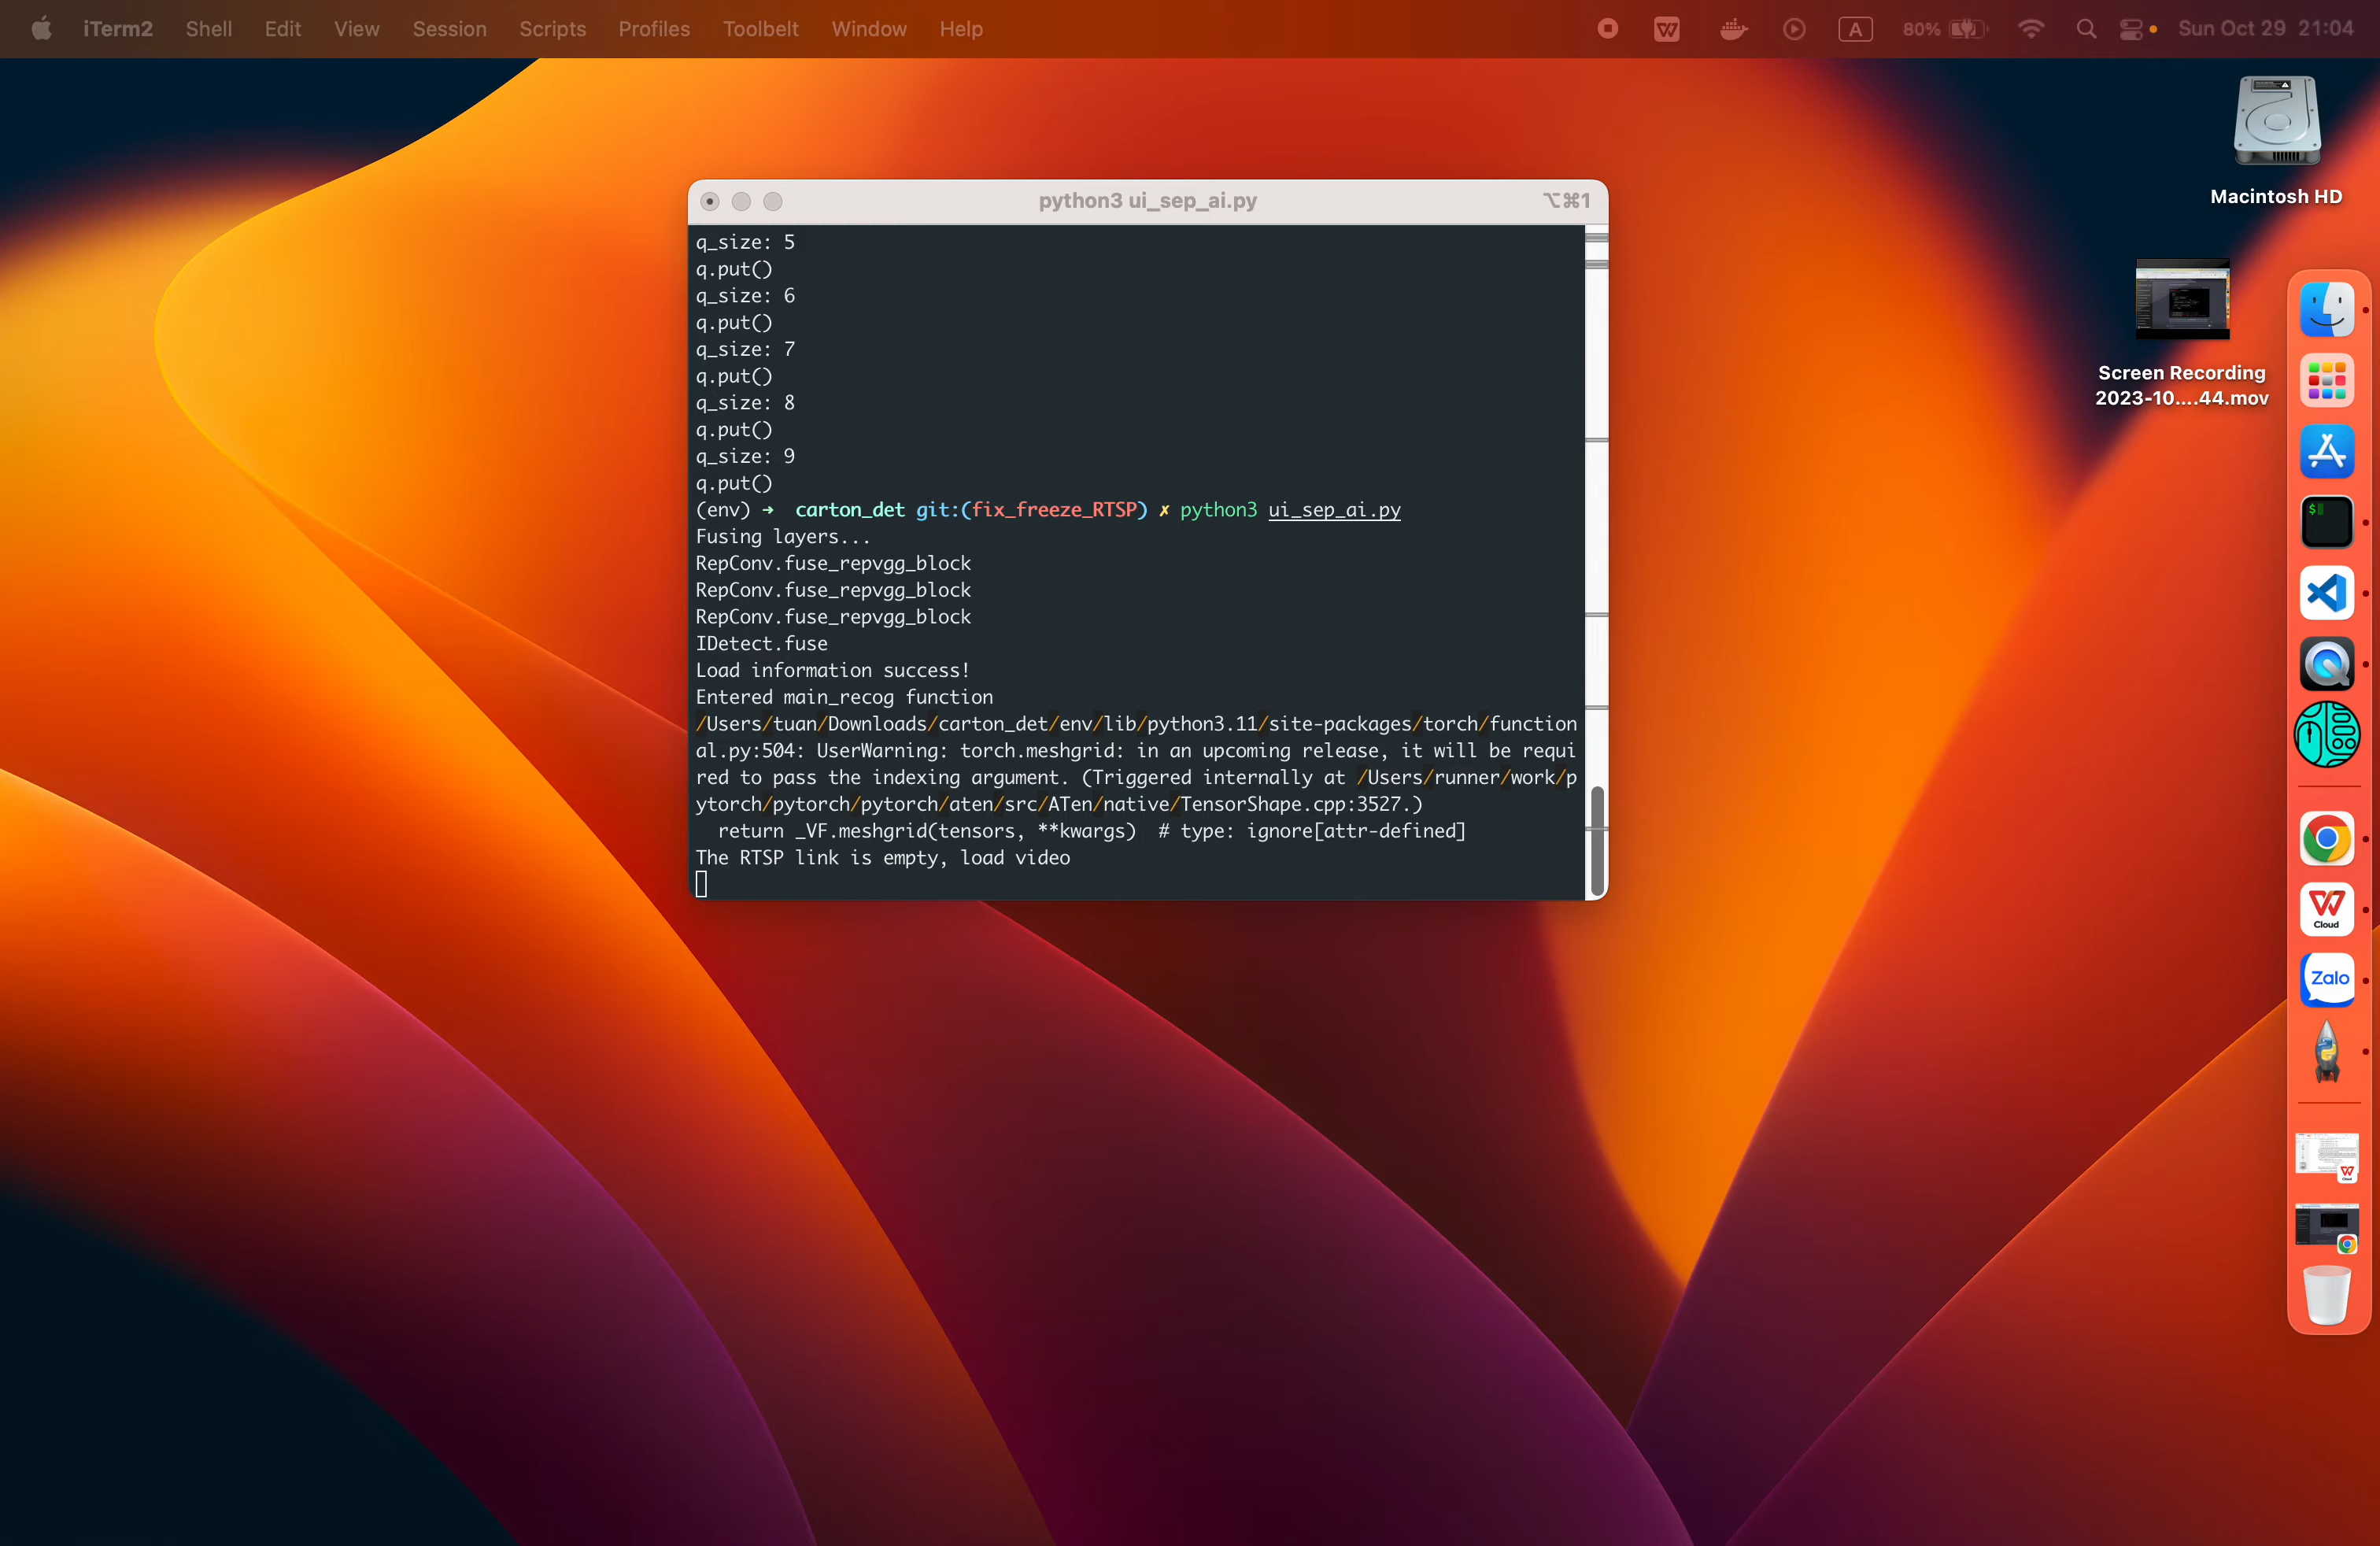 iTerm2 Shell Edit View Session Scripts Profiles Toolbelt Window Help A 80% Sun Oct 29 21:04
python3 ui_sep_ai.py ⌥⌘1
q_size: 5
q.put()
q_size: 6
q.put()
q_size: 7
q.put()
q_size: 8
q.put()
q_size: 9
q.put()
(env) → carton_det git:(fix_freeze_RTSP) ✗ python3 ui_sep_ai.py
Fusing layers...
RepConv.fuse_repvgg_block
RepConv.fuse_repvgg_block
RepConv.fuse_repvgg_block
IDetect.fuse
Load information success!
Entered main_recog function
/Users/tuan/Downloads/carton_det/env/lib/python3.11/site-packages/torch/function
al.py:504: UserWarning: torch.meshgrid: in an upcoming release, it will be requi
red to pass the indexing argument. (Triggered internally at /Users/runner/work/p
ytorch/pytorch/pytorch/aten/src/ATen/native/TensorShape.cpp:3527.)
  return _VF.meshgrid(tensors, **kwargs)  # type: ignore[attr-defined]
The RTSP link is empty, load video
Macintosh HD
Screen Recording
2023-10....44.mov
$
Cloud
Zalo